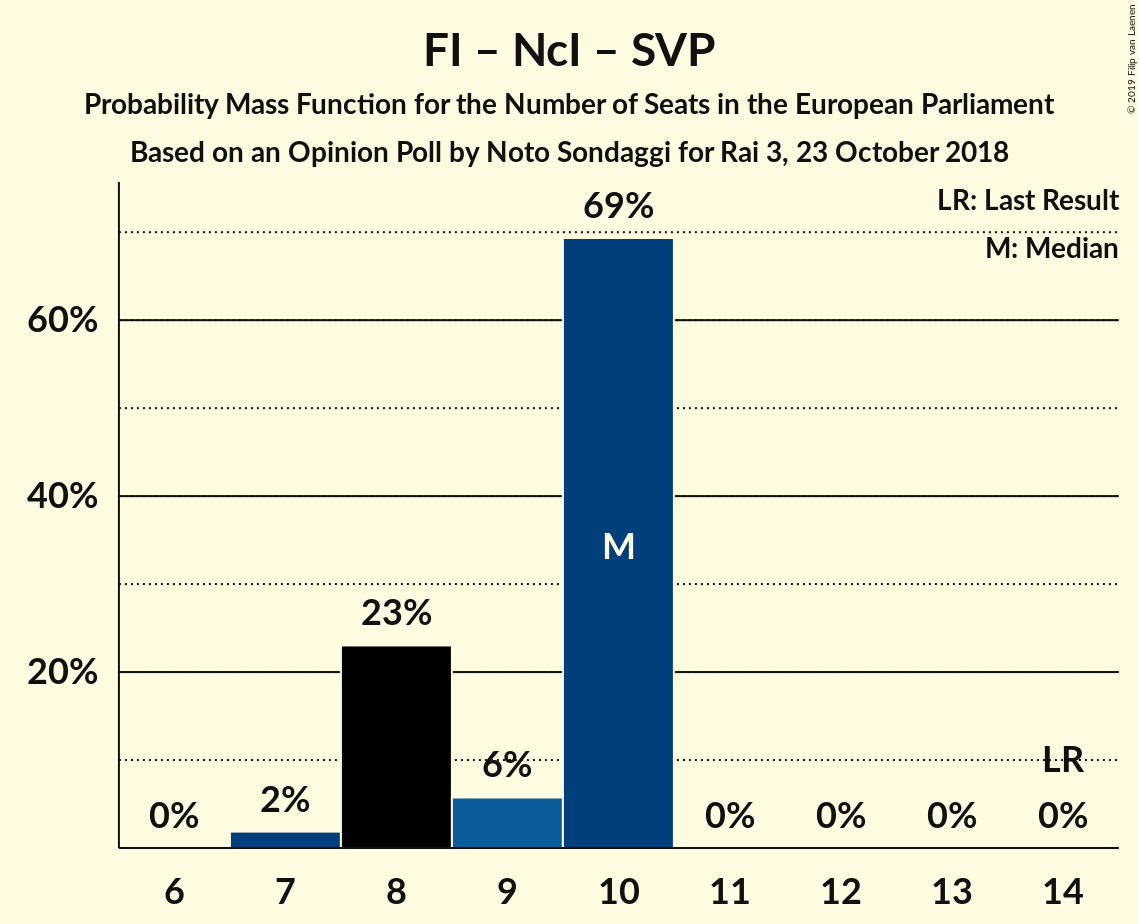 FI – NcI – SVP
Probability Mass Function for the Number of Seats in the European Parliament
Based on an Opinion Poll by Noto Sondaggi for Rai 3, 23 October 2018
© 2019 Filip van Laenen
LR: Last Result
M: Median
69%
60%
M
40%
23%
20%
6%
LR
0%
2%
0%
0%
0%
0%
6
7
8
9
10
11
12
13
14